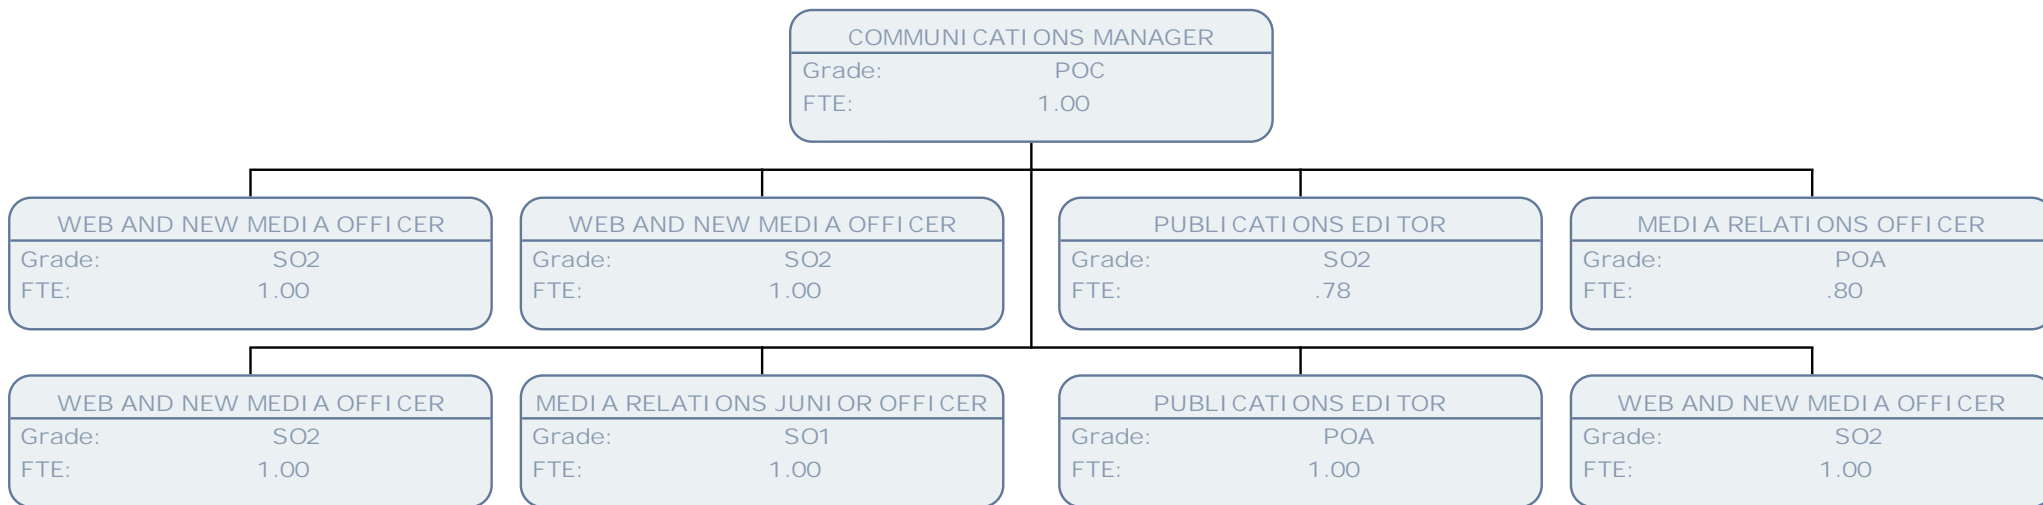 COMMUNICATIONS MANAGER
Grade: POC
FTE: 1.00
WEB AND NEW MEDIA OFFICER
Grade: SO2
FTE: 1.00
WEB AND NEW MEDIA OFFICER
Grade: SO2
FTE: 1.00
PUBLICATIONS EDITOR
Grade: SO2
FTE: .78
MEDIA RELATIONS OFFICER
Grade: POA
FTE: .80
WEB AND NEW MEDIA OFFICER
Grade: SO2
FTE: 1.00
MEDIA RELATIONS JUNIOR OFFICER
Grade: SO1
FTE: 1.00
PUBLICATIONS EDITOR
Grade: POA
FTE: 1.00
WEB AND NEW MEDIA OFFICER
Grade: SO2
FTE: 1.00